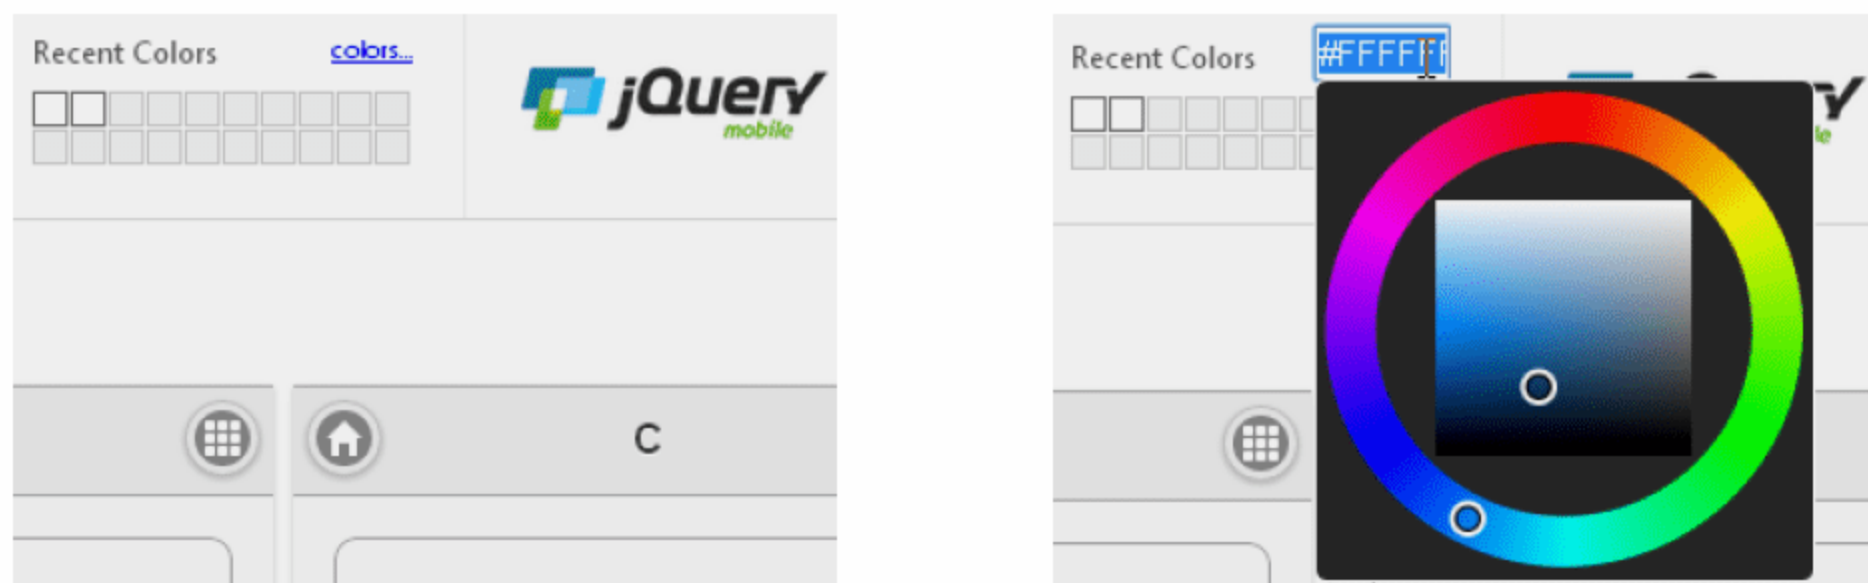 Recent Colors colors...
jQuery
mobile
C
Recent Colors #FFFFFF